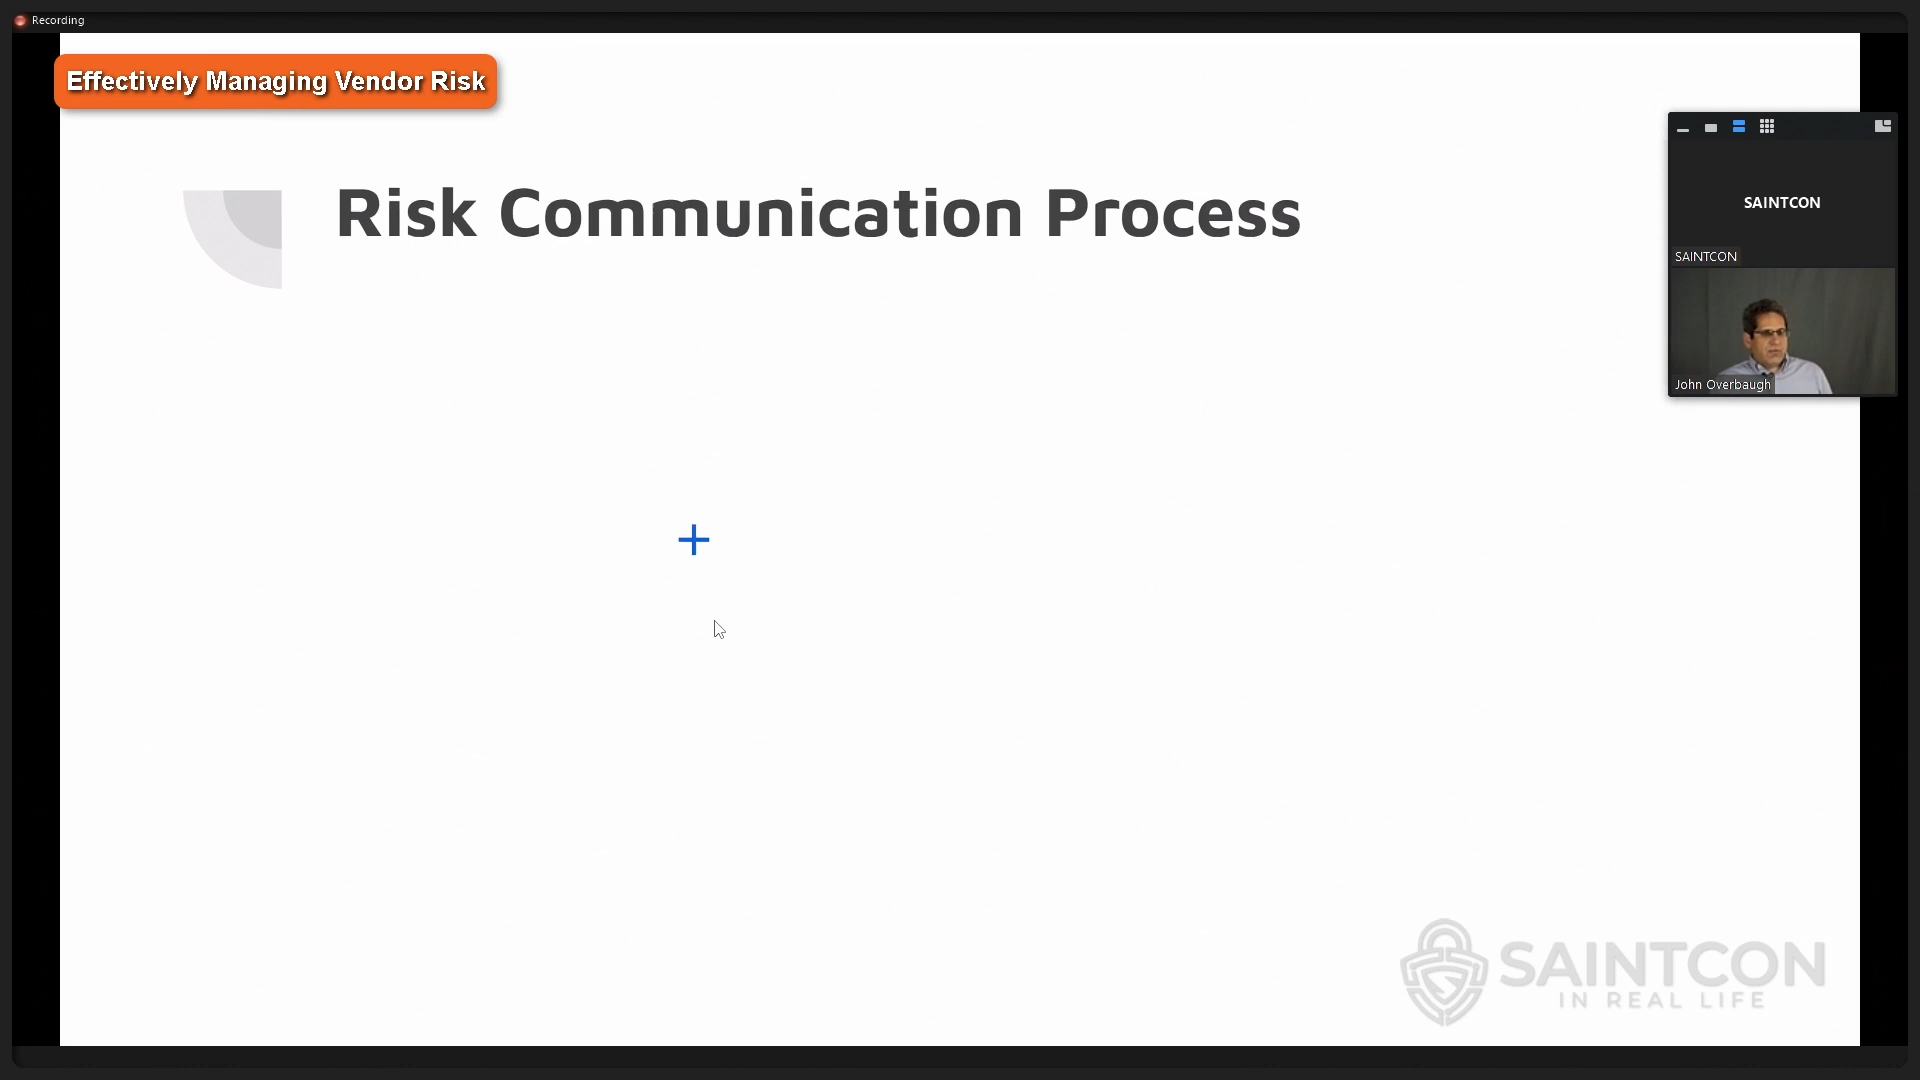 Recording
Effectively Managing Vendor Risk
Risk Communication Process
SAINTCON
SAINTCON
John Overbaugh
SAINTCON
IN REAL LIFE